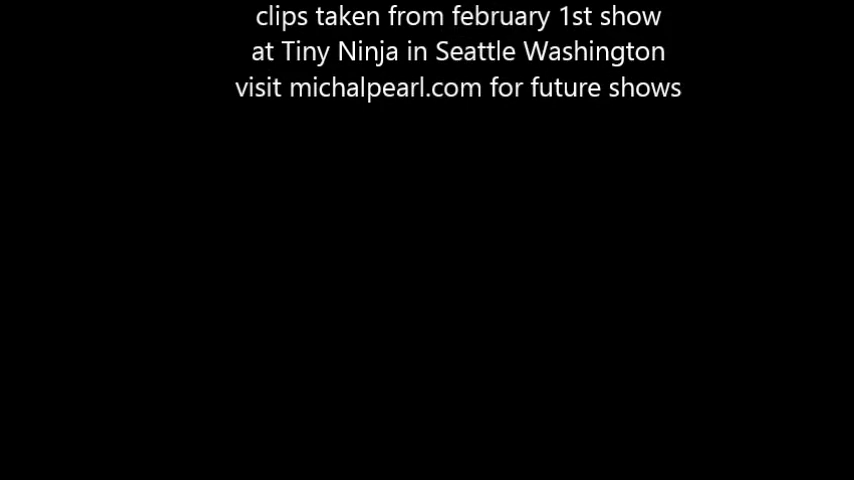 clips taken from february 1st show
at Tiny Ninja in Seattle Washington
visit michalpearl.com for future shows